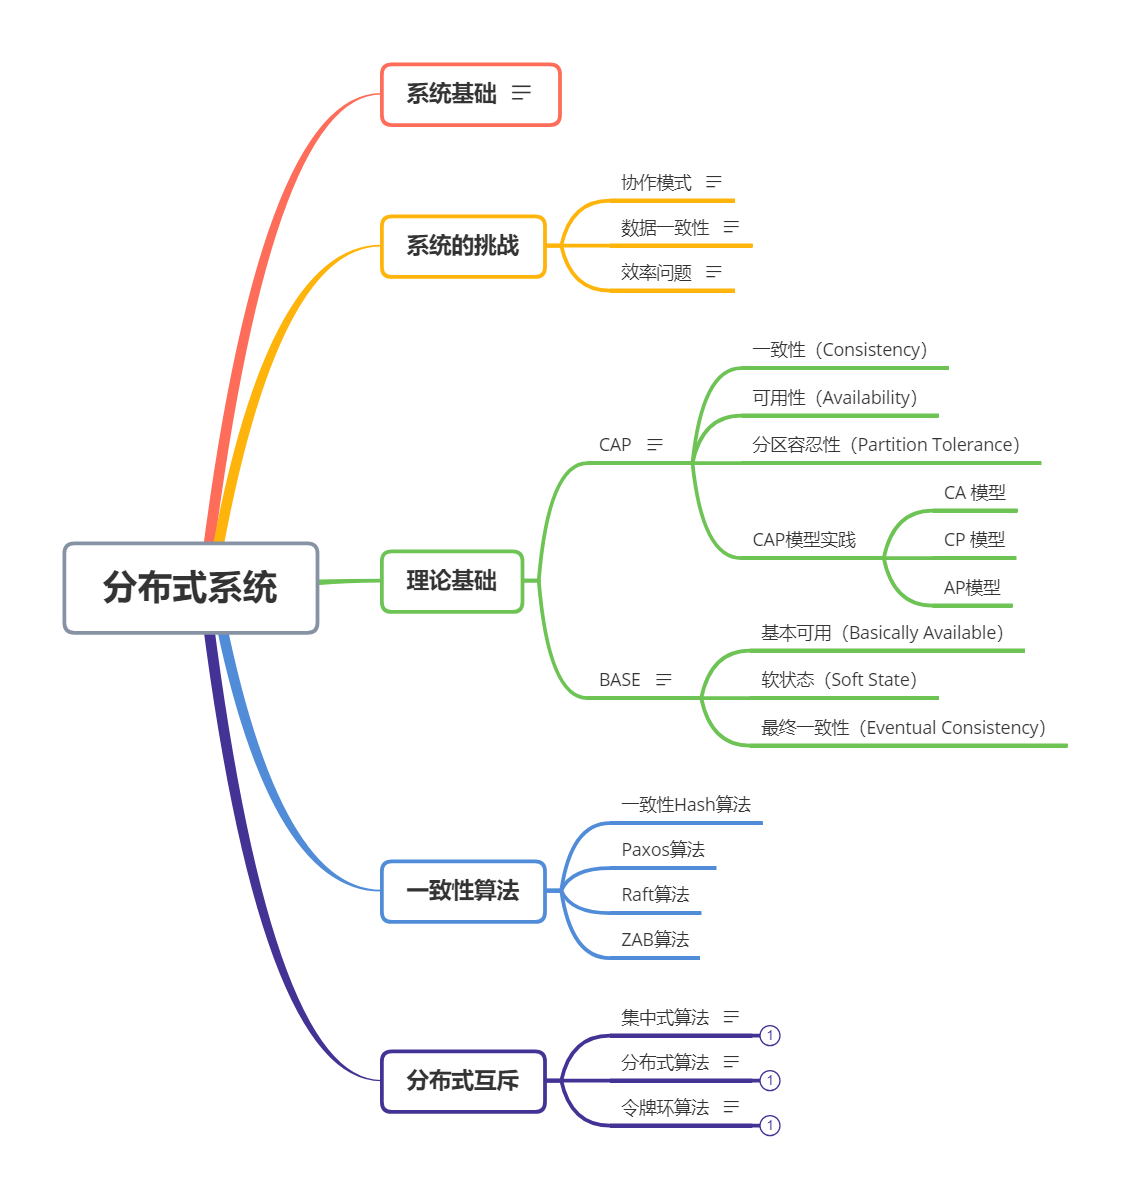 系统基础
协作模式
数据一致性
系统的挑战
效率问题
一致性（Consistency）
可用性（Availability）
分区容忍性（Partition Tolerance）
CAP
CA 模型
CAP模型实践
CP 模型
AP模型
分布式系统
理论基础
基本可用（Basically Available）
BASE
软状态（Soft State）
最终一致性（Eventual Consistency）
一致性Hash算法
Paxos算法
一致性算法
Raft算法
ZAB算法
集中式算法
1
分布式算法
1
分布式互斥
令牌环算法
1